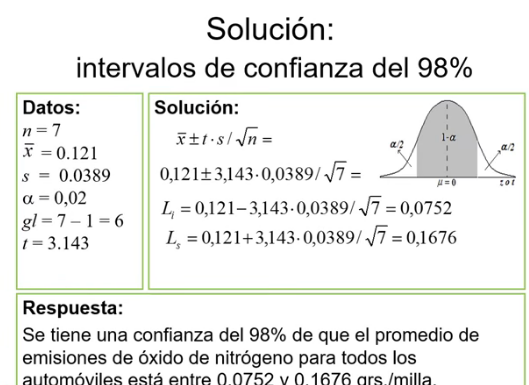 Solución:
intervalos de confianza del 98%
Datos:
n = 7
x̅ = 0.121
s = 0.0389
α = 0,02
gl = 7 – 1 = 6
t = 3.143
Solución:
x̅ ± t · s / √n =
0,121 ± 3,143 · 0,0389 / √7 =
Lᵢ = 0,121 − 3,143 · 0,0389 / √7 = 0,0752
Lₛ = 0,121 + 3,143 · 0,0389 / √7 = 0,1676
α/2
1-α
α/2
μ = 0
z o t
Respuesta:
Se tiene una confianza del 98% de que el promedio de
emisiones de óxido de nitrógeno para todos los
automóviles está entre 0.0752 y 0.1676 grs./milla.